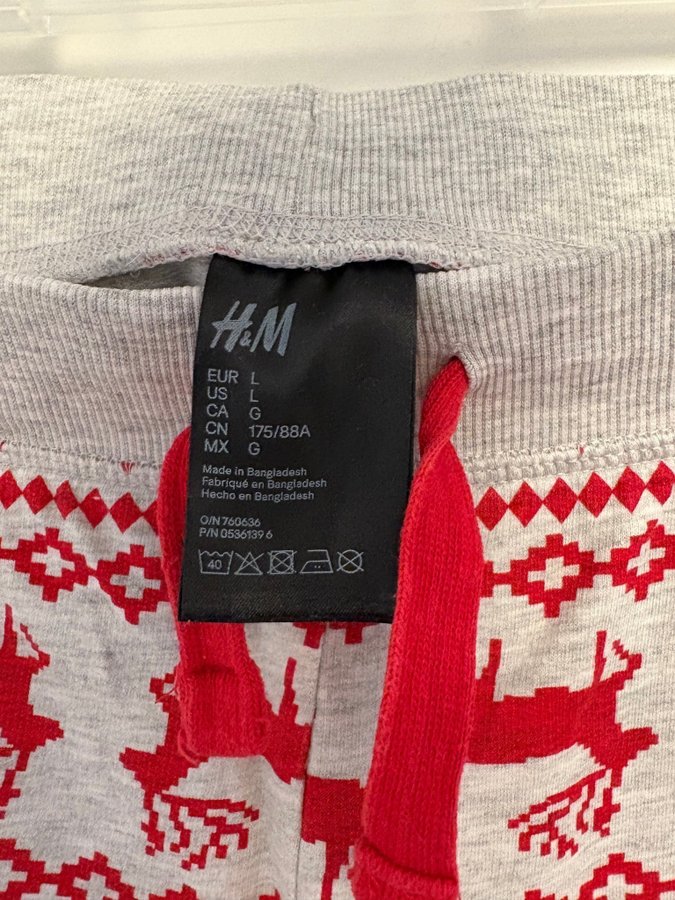 H&M
EUR L
US L
CA G
CN 175/88A
MX G
Made in Bangladesh
Fabriqué en Bangladesh
Hecho en Bangladesh
O/N 760636
P/N 0536139 6
40